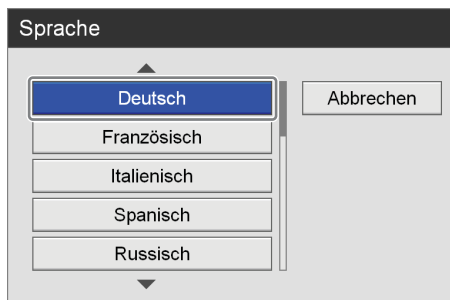 Sprache
Deutsch
Abbrechen
Französisch
Italienisch
Spanisch
Russisch